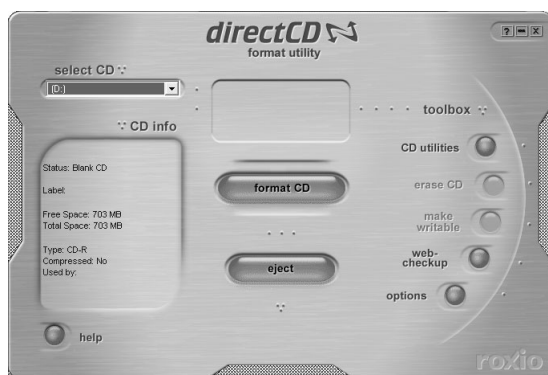 directCD
format utility
? - x
select CD
(D:)
CD info
Status: Blank CD
Label:
Free Space: 703 MB
Total Space: 703 MB
Type: CD-R
Compressed: No
Used by:
help
format CD
eject
toolbox
CD utilities
erase CD
make
writable
web-
checkup
options
roxio